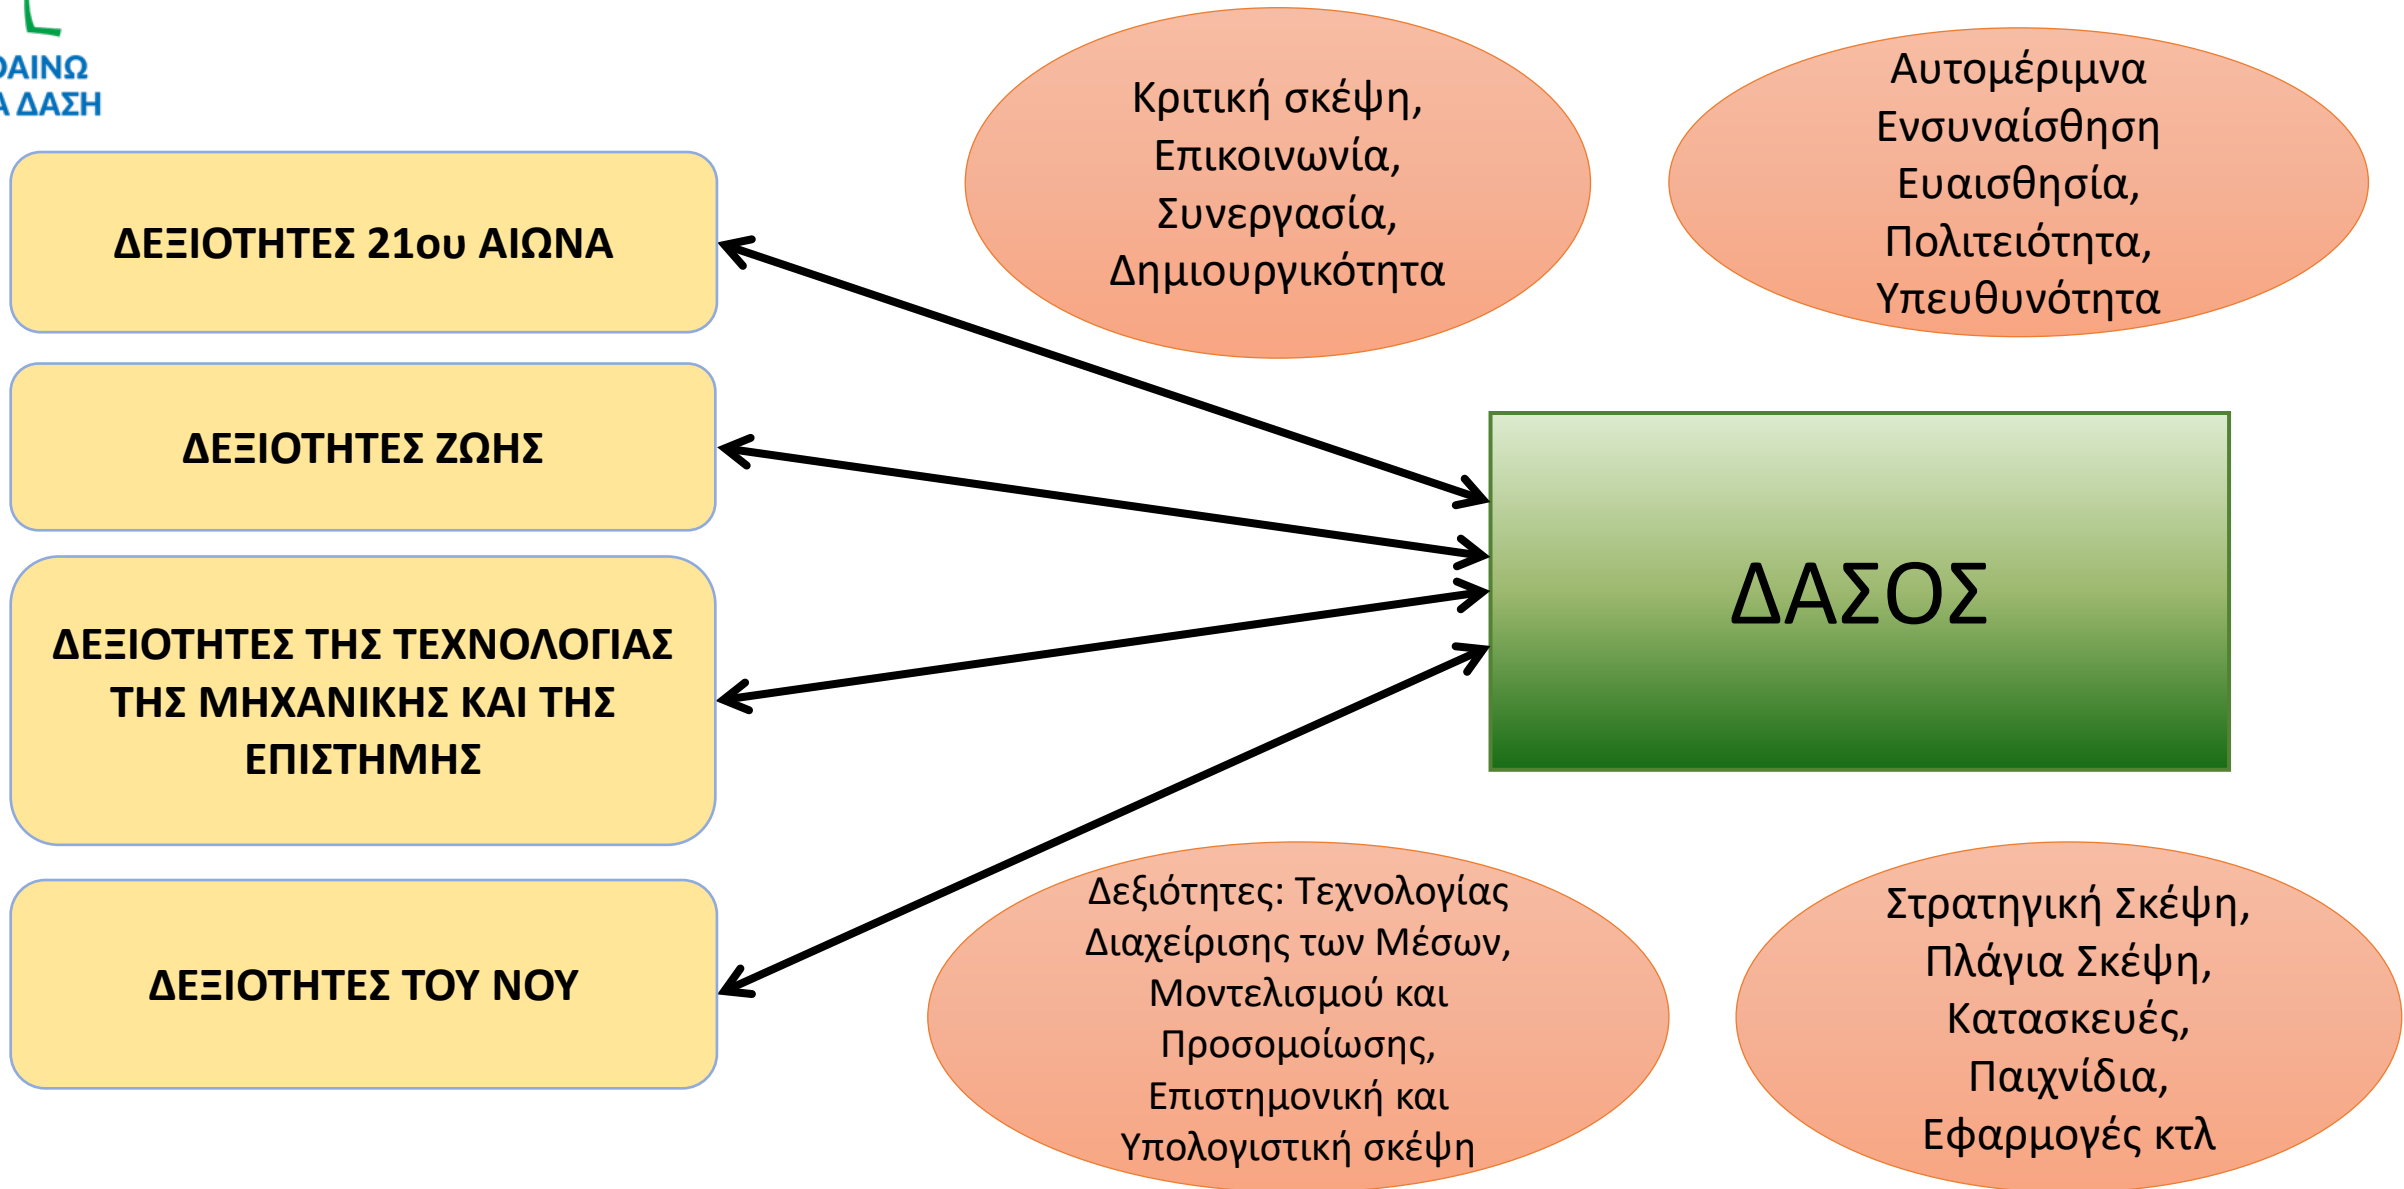 ΔΑΣΗ
ΔΕΞΙΟΤΗΤΕΣ 21ου ΑΙΩΝΑ
ΔΕΞΙΟΤΗΤΕΣ ΖΩΗΣ
ΔΕΞΙΟΤΗΤΕΣ ΤΗΣ ΤΕΧΝΟΛΟΓΙΑΣ
ΤΗΣ ΜΗΧΑΝΙΚΗΣ ΚΑΙ ΤΗΣ
ΕΠΙΣΤΗΜΗΣ
ΔΕΞΙΟΤΗΤΕΣ ΤΟΥ ΝΟΥ
Κριτική σκέψη,
Επικοινωνία,
Συνεργασία,
Δημιουργικότητα
Αυτομέριμνα
Ενσυναίσθηση
Ευαισθησία,
Πολιτειότητα,
Υπευθυνότητα
ΔΑΣΟΣ
Δεξιότητες: Τεχνολογίας
Διαχείρισης των Μέσων,
Μοντελισμού και
Προσομοίωσης,
Επιστημονική και
Υπολογιστική σκέψη
Στρατηγική Σκέψη,
Πλάγια Σκέψη,
Κατασκευές,
Παιχνίδια,
Εφαρμογές κτλ